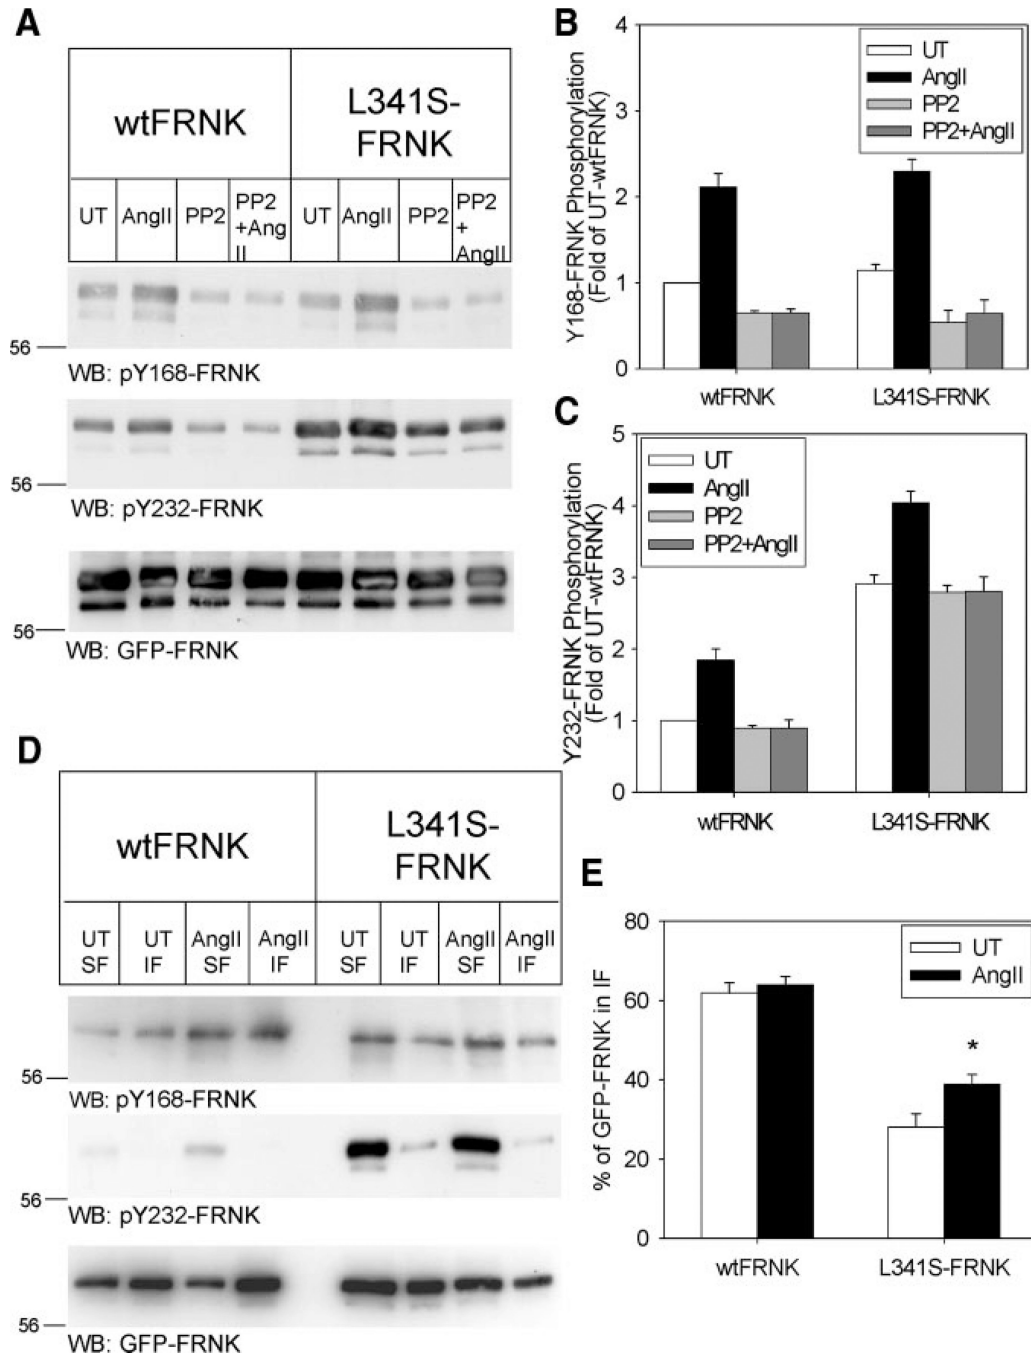 A
wtFRNK
L341S-
FRNK
UT
AngII
PP2
PP2
+Ang
II
UT
AngII
PP2
PP2
+
AngII
56
WB: pY168-FRNK
56
WB: pY232-FRNK
56
WB: GFP-FRNK
B
Y168-FRNK Phosphorylation
(Fold of UT-wtFRNK)
4
3
2
1
0
UT
AngII
PP2
PP2+AngII
wtFRNK
L341S-FRNK
C
Y232-FRNK Phosphorylation
(Fold of UT-wtFRNK)
5
4
3
2
1
0
UT
AngII
PP2
PP2+AngII
wtFRNK
L341S-FRNK
D
wtFRNK
L341S-
FRNK
UT
SF
UT
IF
AngII
SF
AngII
IF
UT
SF
UT
IF
AngII
SF
AngII
IF
56
WB: pY168-FRNK
56
WB: pY232-FRNK
56
WB: GFP-FRNK
E
% of GFP-FRNK in IF
80
60
40
20
0
UT
AngII
*
wtFRNK
L341S-FRNK